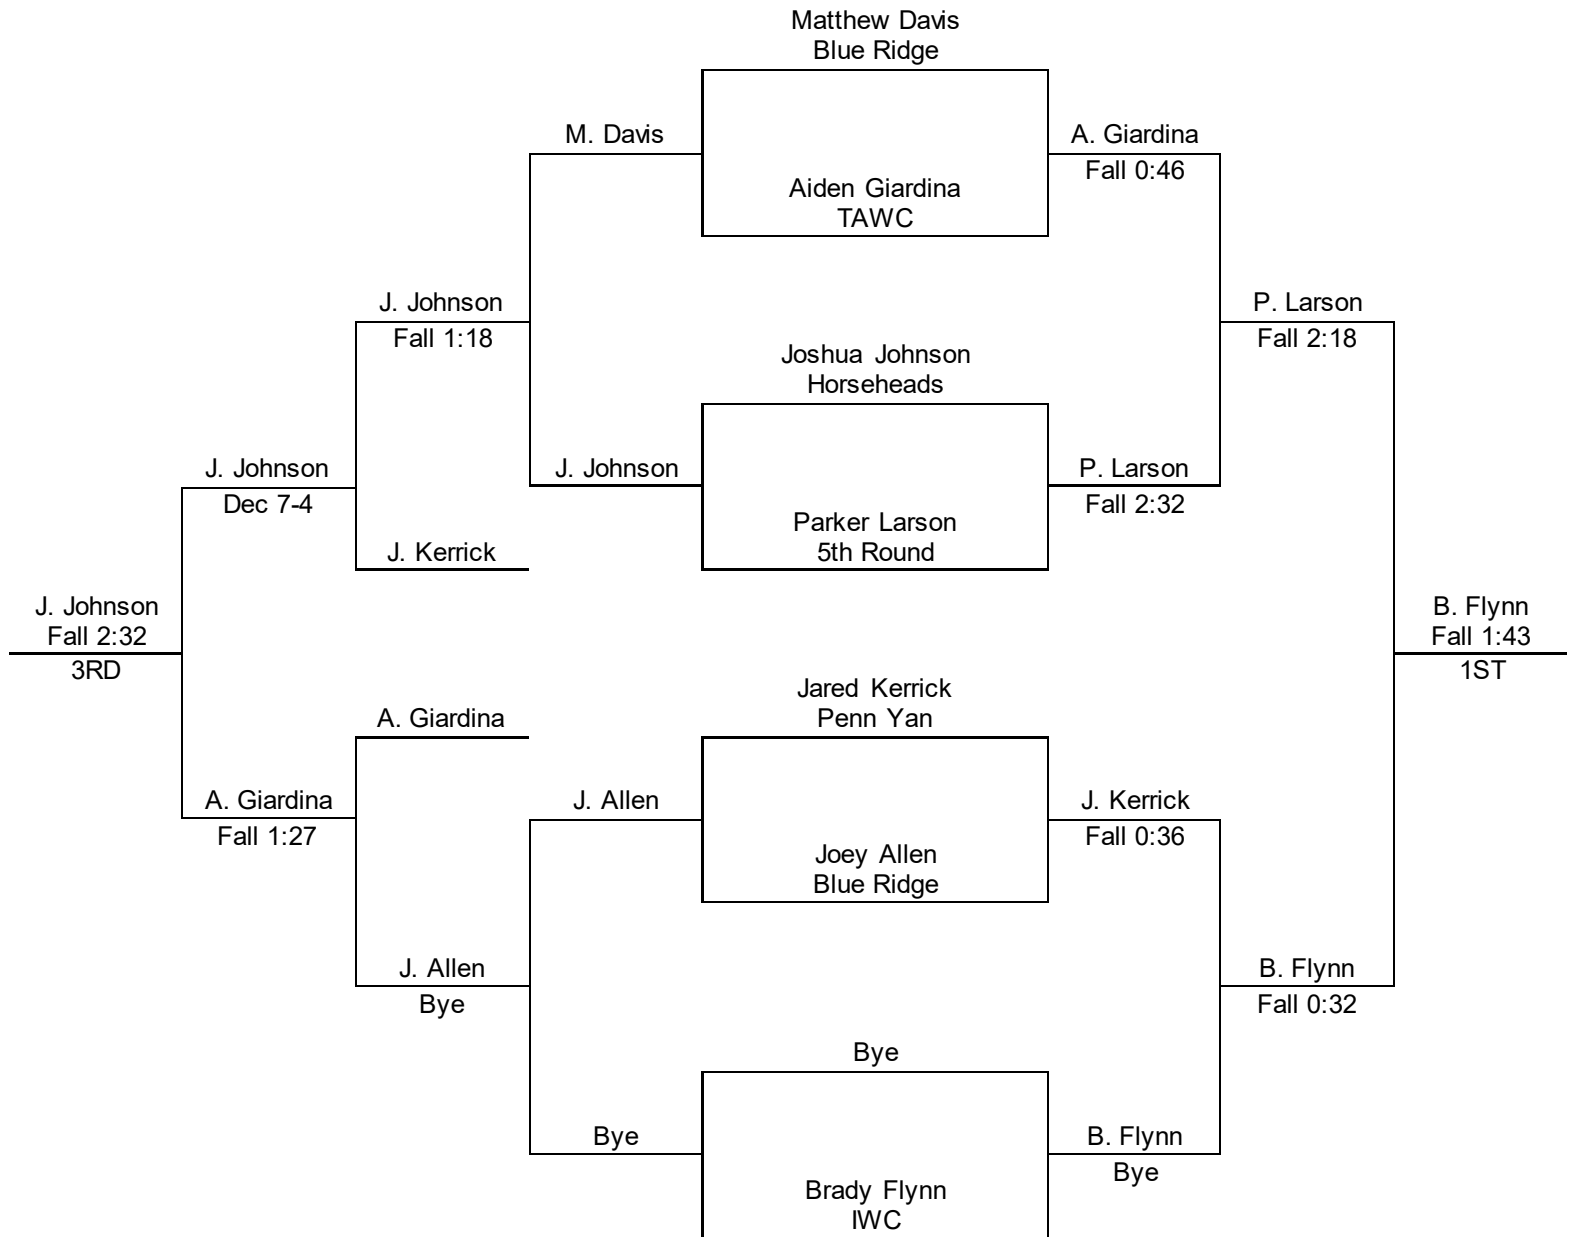 Matthew Davis
Blue Ridge
M. Davis
A. Giardina
Fall 0:46
Aiden Giardina
TAWC
J. Johnson
Fall 1:18
P. Larson
Fall 2:18
Joshua Johnson
Horseheads
J. Johnson
Dec 7-4
J. Johnson
P. Larson
Fall 2:32
Parker Larson
5th Round
J. Kerrick
J. Johnson
Fall 2:32
3RD
B. Flynn
Fall 1:43
1ST
Jared Kerrick
Penn Yan
A. Giardina
A. Giardina
Fall 1:27
J. Allen
J. Kerrick
Fall 0:36
Joey Allen
Blue Ridge
J. Allen
Bye
B. Flynn
Fall 0:32
Bye
Bye
B. Flynn
Bye
Brady Flynn
IWC